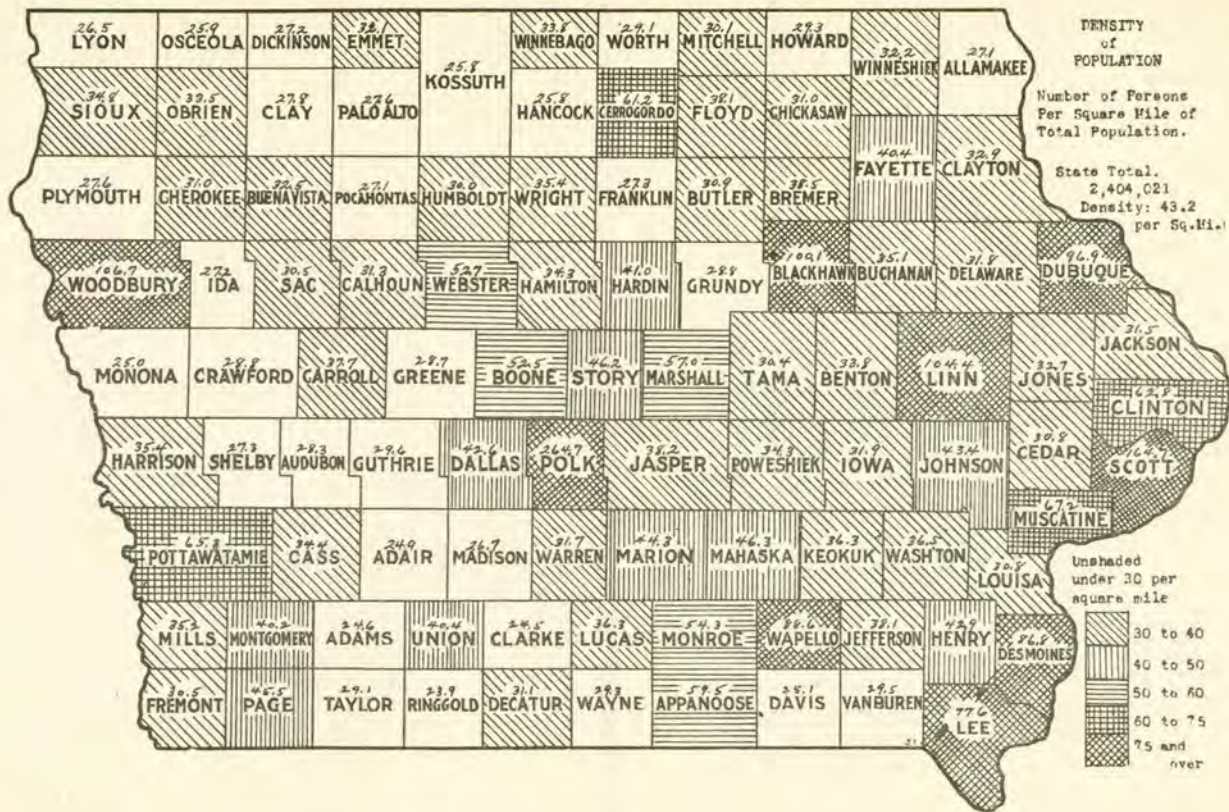 DENSITY
of
POPULATION
Number of Persons
Per Square Mile of
Total Population.
State Total.
2,404,021
Density: 43.2
per Sq.Mi.
26.5
LYON
25.9
OSCEOLA
27.2
DICKINSON
32.1
EMMET
25.8
KOSSUTH
33.8
WINNEBAGO
29.1
WORTH
30.1
MITCHELL
29.3
HOWARD
32.2
WINNESHIEK
27.1
ALLAMAKEE
34.8
SIOUX
33.5
OBRIEN
27.8
CLAY
27.6
PALO ALTO
25.8
HANCOCK
61.2
CERROGORDO
38.1
FLOYD
31.0
CHICKASAW
40.4
FAYETTE
32.9
CLAYTON
27.6
PLYMOUTH
31.0
CHEROKEE
32.5
BUENAVISTA
27.1
POCAHONTAS
30.0
HUMBOLDT
35.4
WRIGHT
27.3
FRANKLIN
30.9
BUTLER
38.5
BREMER
106.7
WOODBURY
27.2
IDA
30.5
SAC
31.3
CALHOUN
52.7
WEBSTER
34.3
HAMILTON
41.0
HARDIN
28.8
GRUNDY
100.1
BLACKHAWK
35.1
BUCHANAN
31.8
DELAWARE
96.9
DUBUQUE
25.0
MONONA
28.8
CRAWFORD
37.7
CARROLL
28.7
GREENE
52.5
BOONE
46.2
STORY
57.0
MARSHALL
30.4
TAMA
33.8
BENTON
104.4
LINN
32.7
JONES
31.5
JACKSON
62.8
CLINTON
35.4
HARRISON
27.3
SHELBY
28.3
AUDUBON
29.6
GUTHRIE
42.6
DALLAS
264.7
POLK
38.2
JASPER
34.3
POWESHIEK
31.9
IOWA
43.4
JOHNSON
30.8
CEDAR
164.7
SCOTT
67.2
MUSCATINE
65.3
POTTAWATAMIE
34.4
CASS
24.0
ADAIR
26.7
MADISON
31.7
WARREN
44.3
MARION
46.3
MAHASKA
36.3
KEOKUK
36.5
WASH'TON
30.8
LOUISA
35.2
MILLS
40.2
MONTGOMERY
24.6
ADAMS
40.4
UNION
24.5
CLARKE
36.3
LUCAS
54.3
MONROE
88.6
WAPELLO
38.1
JEFFERSON
42.9
HENRY
86.8
DESMOINES
30.5
FREMONT
45.5
PAGE
29.1
TAYLOR
23.9
RINGGOLD
31.1
DECATUR
29.3
WAYNE
59.5
APPANOOSE
25.1
DAVIS
29.5
VANBUREN
77.6
LEE
Unshaded
under 30 per
square mile
30 to 40
40 to 50
50 to 60
60 to 75
75 and
over